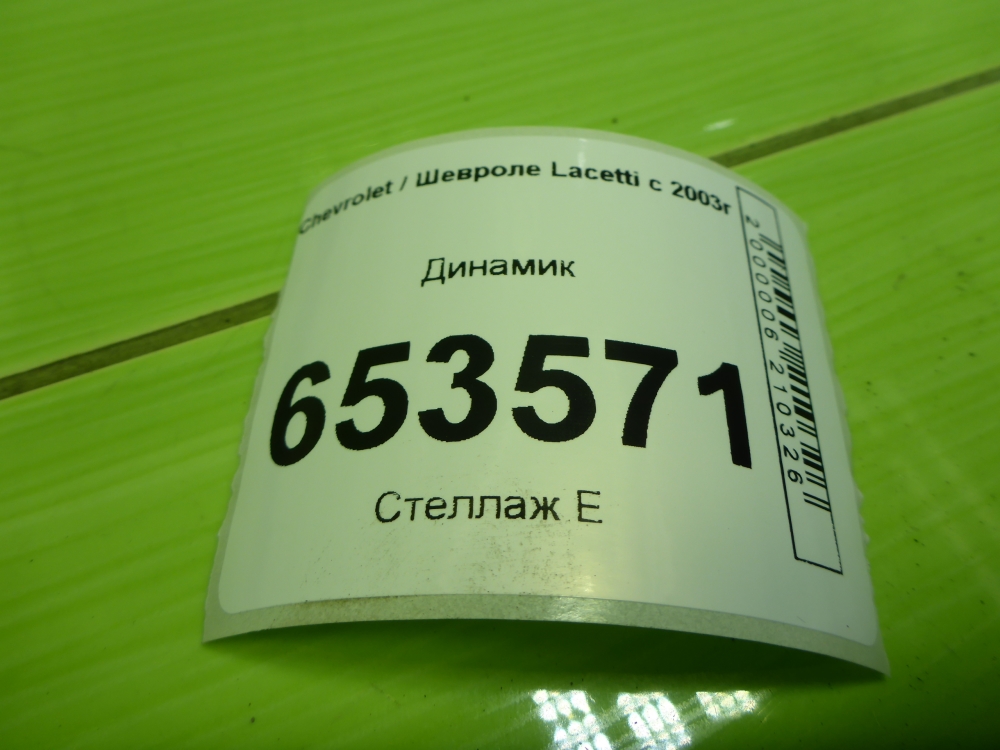 Chevrolet / Шевроле Lacetti с 2003г
Динамик
653571
Стеллаж Е
2000006210326